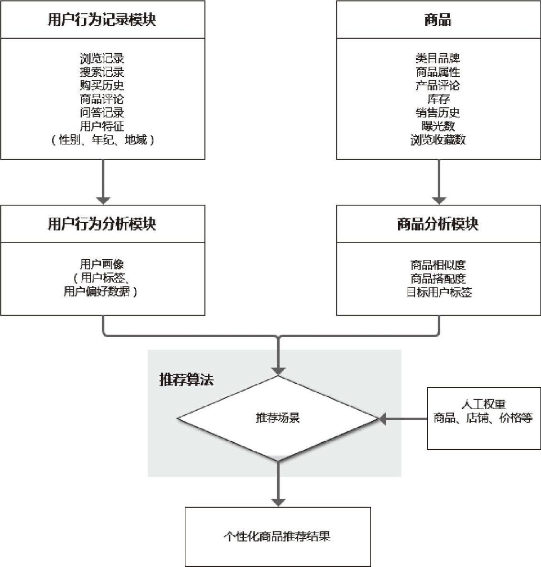 用户行为记录模块
浏览记录
搜索记录
购买历史
商品评论
问答记录
用户特征
（性别、年纪、地域）
商品
类目品牌
商品属性
产品评论
库存
销售历史
曝光数
浏览收藏数
用户行为分析模块
用户画像
（用户标签、
用户偏好数据）
商品分析模块
商品相似度
商品搭配度
目标用户标签
推荐算法
推荐场景
人工权重
商品、店铺、价格等
个性化商品推荐结果